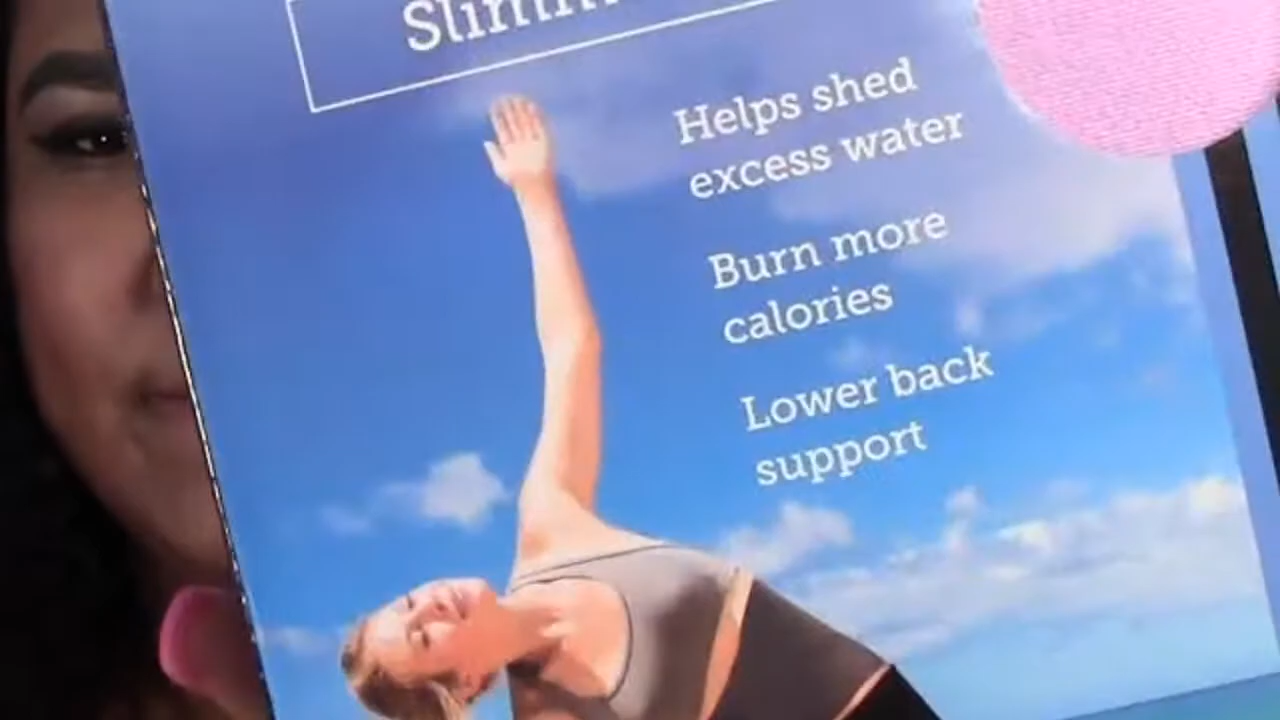 Helps shed
excess water
Burn more
calories
Lower back
support